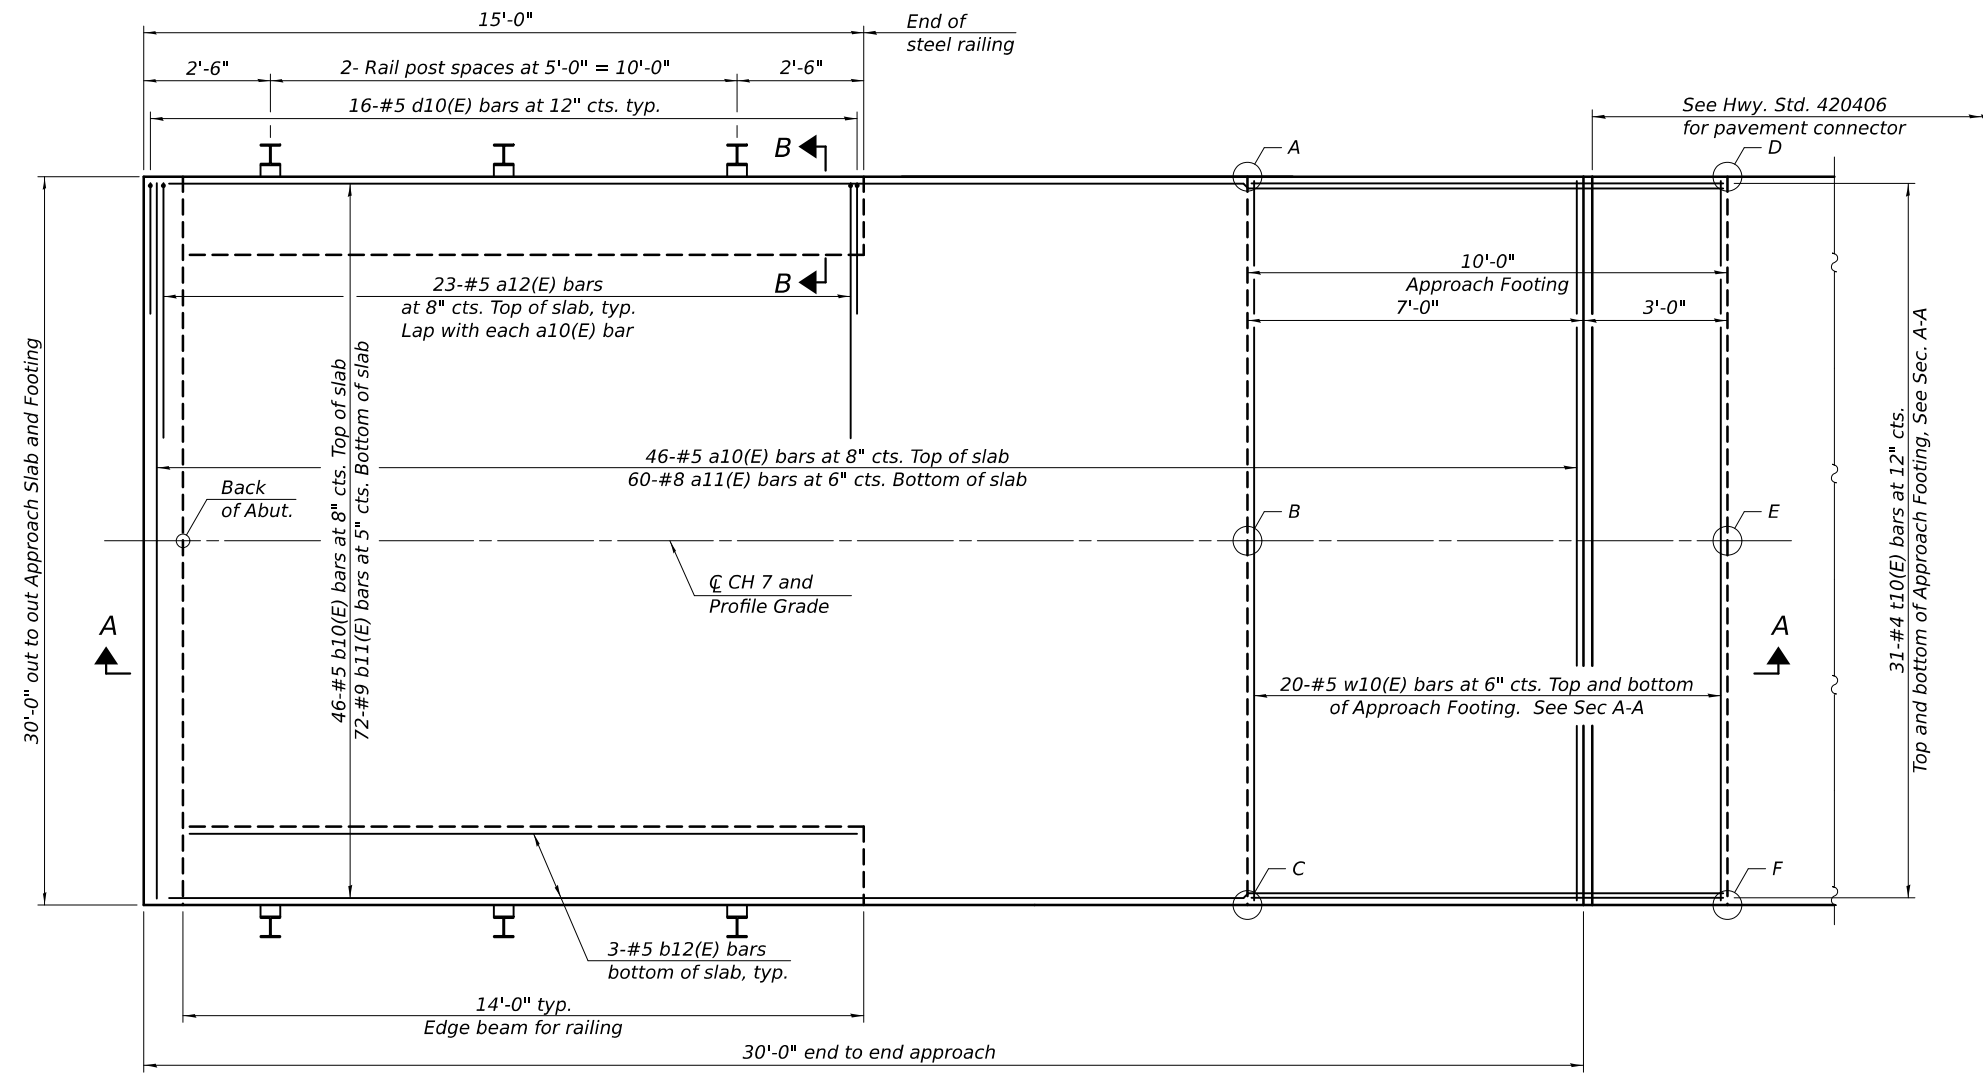 15'-0"
End of
steel railing
2'-6"
2- Rail post spaces at 5'-0" = 10'-0"
2'-6"
16-#5 d10(E) bars at 12" cts. typ.
See Hwy. Std. 420406
for pavement connector
B
A
D
10'-0"
Approach Footing
B
23-#5 a12(E) bars
at 8" cts. Top of slab, typ.
Lap with each a10(E) bar
7'-0"
3'-0"
30'-0" out to out Approach Slab and Footing
46-#5 b10(E) bars at 8" cts. Top of slab
72-#9 b11(E) bars at 5" cts. Bottom of slab
46-#5 a10(E) bars at 8" cts. Top of slab
60-#8 a11(E) bars at 6" cts. Bottom of slab
31-#4 t10(E) bars at 12" cts.
Top and bottom of Approach Footing, See Sec. A-A
Back
of Abut.
B
E
℄ CH 7 and
Profile Grade
A
A
20-#5 w10(E) bars at 6" cts. Top and bottom
of Approach Footing. See Sec A-A
C
F
3-#5 b12(E) bars
bottom of slab, typ.
14'-0" typ.
Edge beam for railing
30'-0" end to end approach